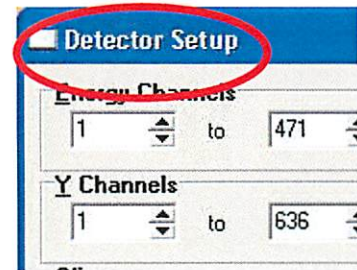 Detector Setup
Energy Channels
1 to 471
Y Channels
1 to 636